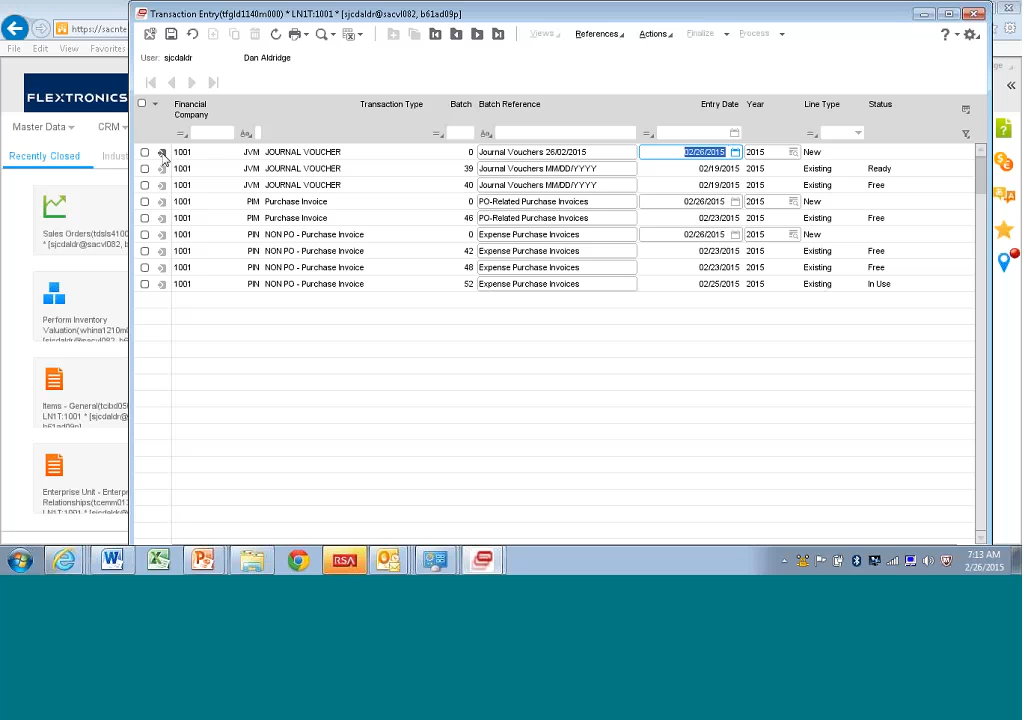 Transaction Entry(tfgld1140m000) * LN1T:1001 * [sjcdaldr@sacvl082, b61ad09p]
https://sacnte
File Edit View Favorites
Views References Actions Finalize Process
User: sjcdaldr Dan Aldridge
FLEXTRONICS
Master Data CRM
Recently Closed Indust
Sales Orders(tdsls4100
* [sjcdaldr@sacvl082, b
Perform Inventory
Valuation(whina1210m0
LN1T:1001 * [sjcdaldr@
Items - General(tcibd050
LN1T:1001 * [sjcdaldr@
b61ad09p]
Enterprise Unit - Enterp
Relationships(tcemm013
LN1T:1001 * [sjcdaldr@
Financial Company Transaction Type Batch Batch Reference Entry Date Year Line Type Status
1001 JVM JOURNAL VOUCHER 0 Journal Vouchers 26/02/2015 02/26/2015 2015 New
1001 JVM JOURNAL VOUCHER 39 Journal Vouchers MM/DD/YYYY 02/19/2015 2015 Existing Ready
1001 JVM JOURNAL VOUCHER 40 Journal Vouchers MM/DD/YYYY 02/19/2015 2015 Existing Free
1001 PIM Purchase Invoice 0 PO-Related Purchase Invoices 02/26/2015 2015 New
1001 PIM Purchase Invoice 46 PO-Related Purchase Invoices 02/23/2015 2015 Existing Free
1001 PIN NON PO - Purchase Invoice 0 Expense Purchase Invoices 02/26/2015 2015 New
1001 PIN NON PO - Purchase Invoice 42 Expense Purchase Invoices 02/23/2015 2015 Existing Free
1001 PIN NON PO - Purchase Invoice 48 Expense Purchase Invoices 02/23/2015 2015 Existing Free
1001 PIN NON PO - Purchase Invoice 52 Expense Purchase Invoices 02/25/2015 2015 Existing In Use
RSA
7:13 AM
2/26/2015